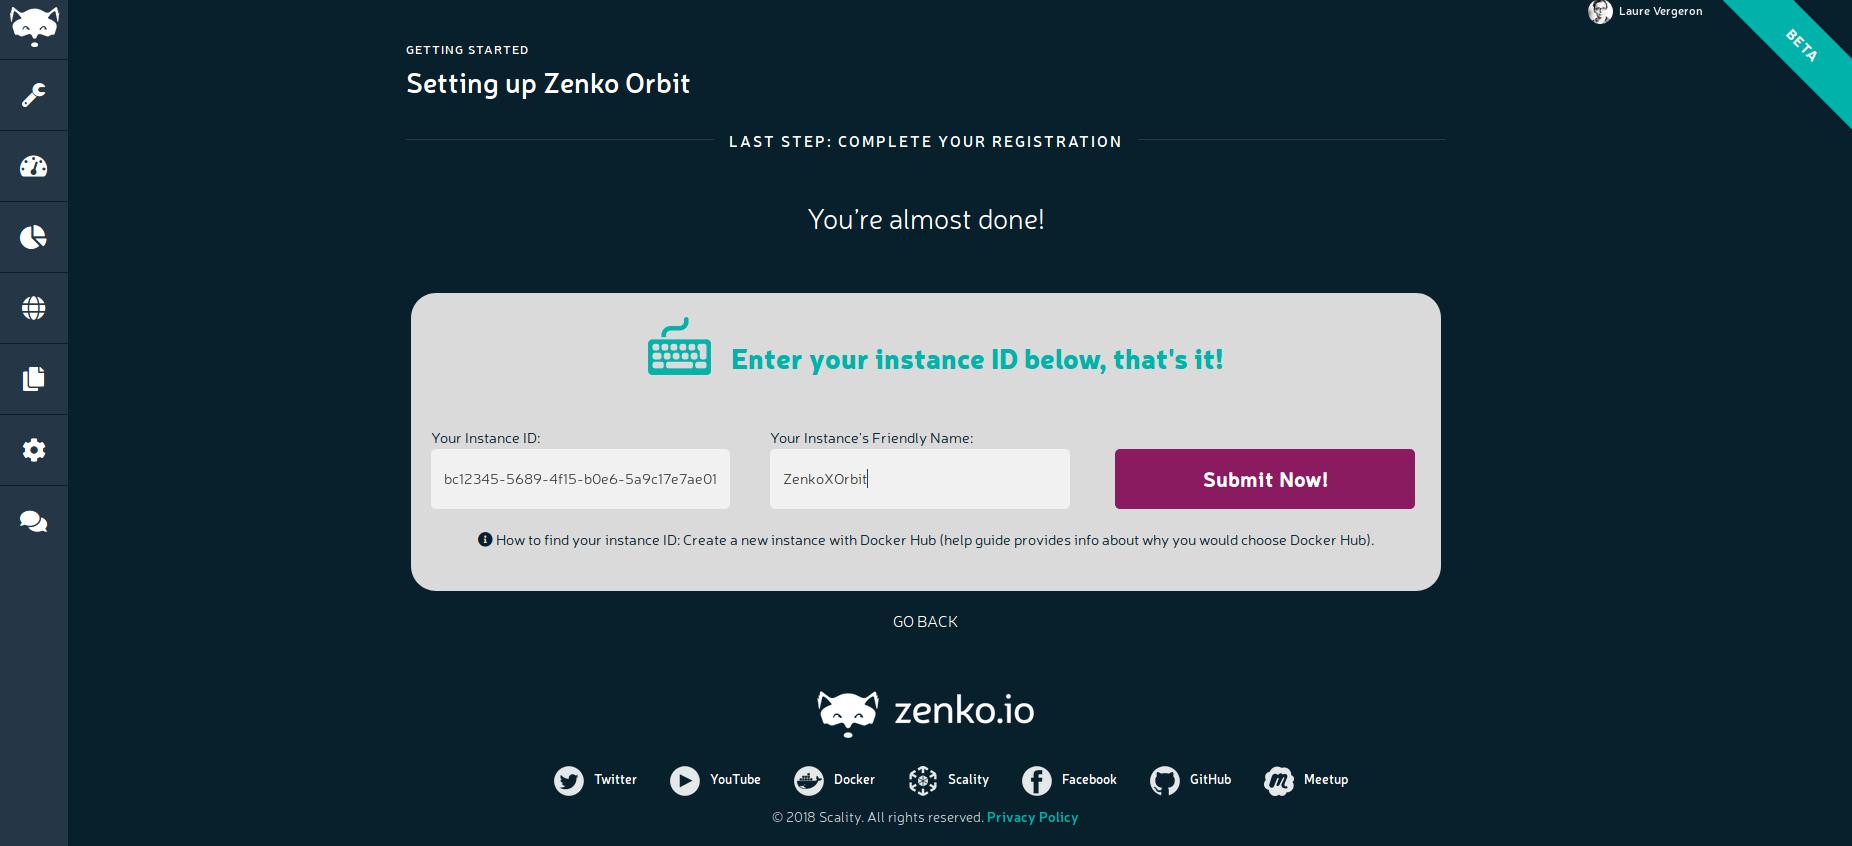 Laure Vergeron
BETA
GETTING STARTED
Setting up Zenko Orbit
LAST STEP: COMPLETE YOUR REGISTRATION
You're almost done!
Enter your instance ID below, that's it!
Your Instance ID:
Your Instance's Friendly Name:
bc12345-5689-4f15-b0e6-5a9c17e7ae01
ZenkoXOrbit
Submit Now!
How to find your instance ID: Create a new instance with Docker Hub (help guide provides info about why you would choose Docker Hub).
GO BACK
zenko.io
Twitter YouTube Docker Scality Facebook GitHub Meetup
© 2018 Scality. All rights reserved. Privacy Policy